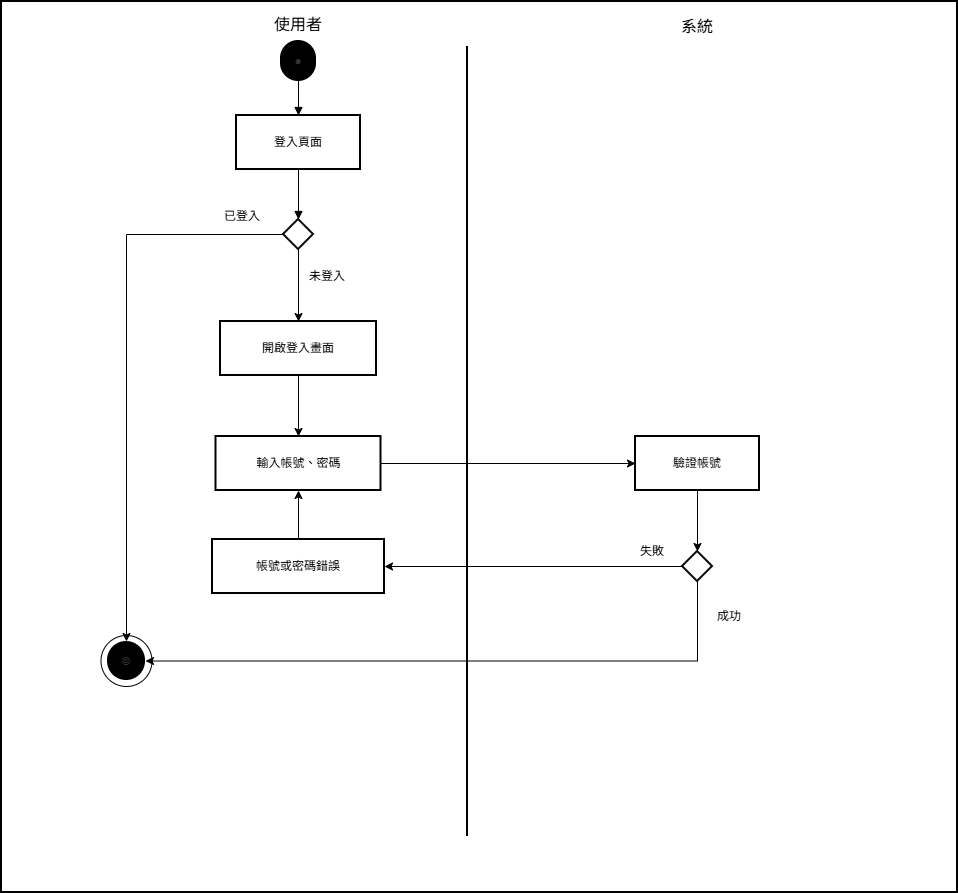 使用者
系統
登入頁面
已登入
未登入
開啟登入畫面
輸入帳號、密碼
驗證帳號
失敗
帳號或密碼錯誤
成功